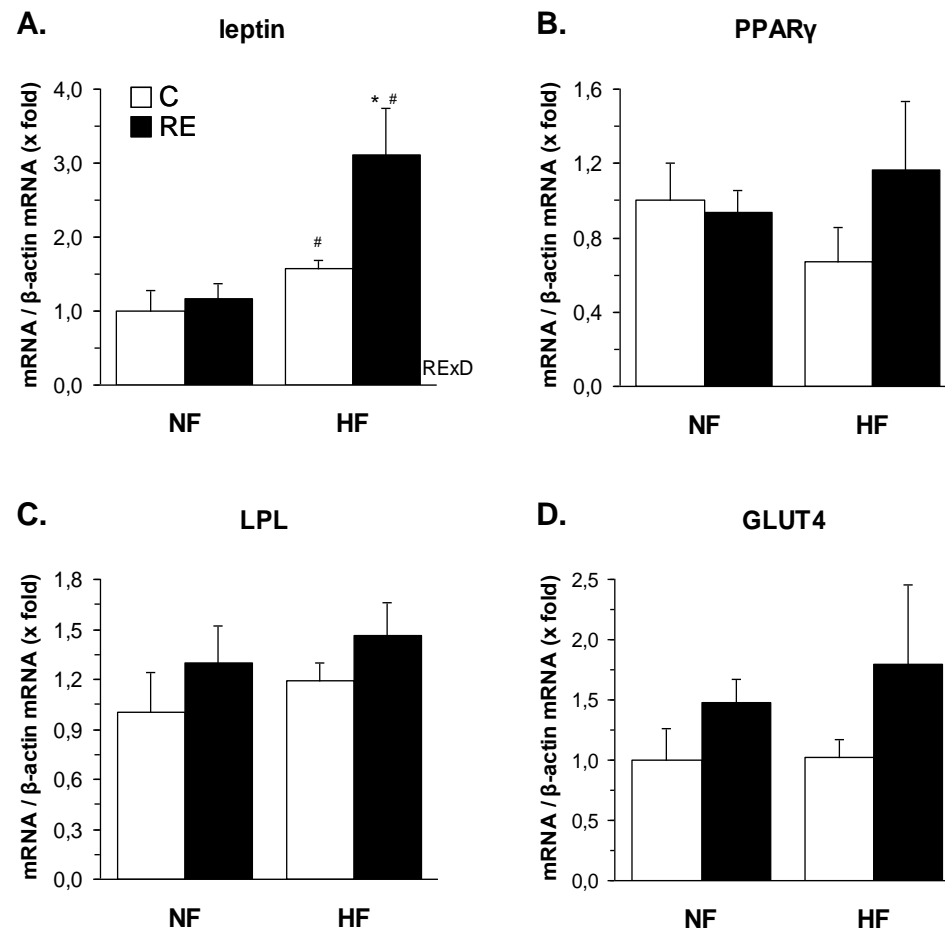 A.
leptin
mRNA / β-actin mRNA (x fold)
4,0
3,0
2,0
1,0
0,0
C
RE
#
* #
RExD
NF
HF
B.
PPARγ
mRNA / β-actin mRNA (x fold)
1,6
1,2
0,8
0,4
0,0
NF
HF
C.
LPL
mRNA / β-actin mRNA (x fold)
1,8
1,5
1,2
0,9
0,6
0,3
0,0
NF
HF
D.
GLUT4
mRNA / β-actin mRNA (x fold)
2,5
2,0
1,5
1,0
0,5
0,0
NF
HF